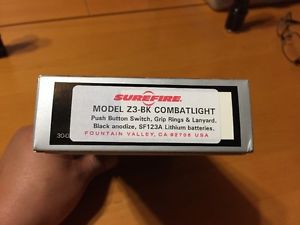 SUREFIRE
MODEL Z3-BK COMBATLIGHT
Push Button Switch, Grip Rings & Lanyard.
Black anodize, SF123A Lithium batteries.
FOUNTAIN VALLEY, CA 92708 USA